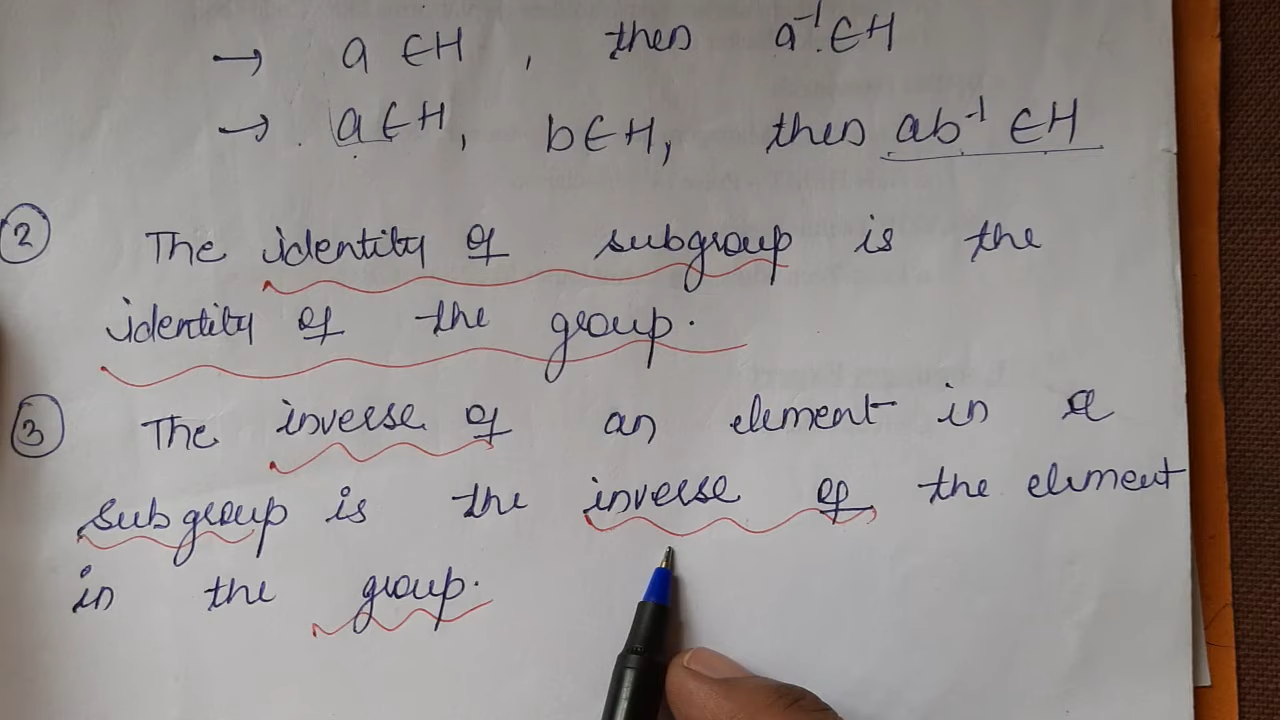 → a ∈ H , then a⁻¹ ∈ H
→ a ∈ H, b ∈ H, then ab⁻¹ ∈ H
② The identity of subgroup is the
identity of the group.
③ The inverse of an element in a
subgroup is the inverse of the element
in the group.